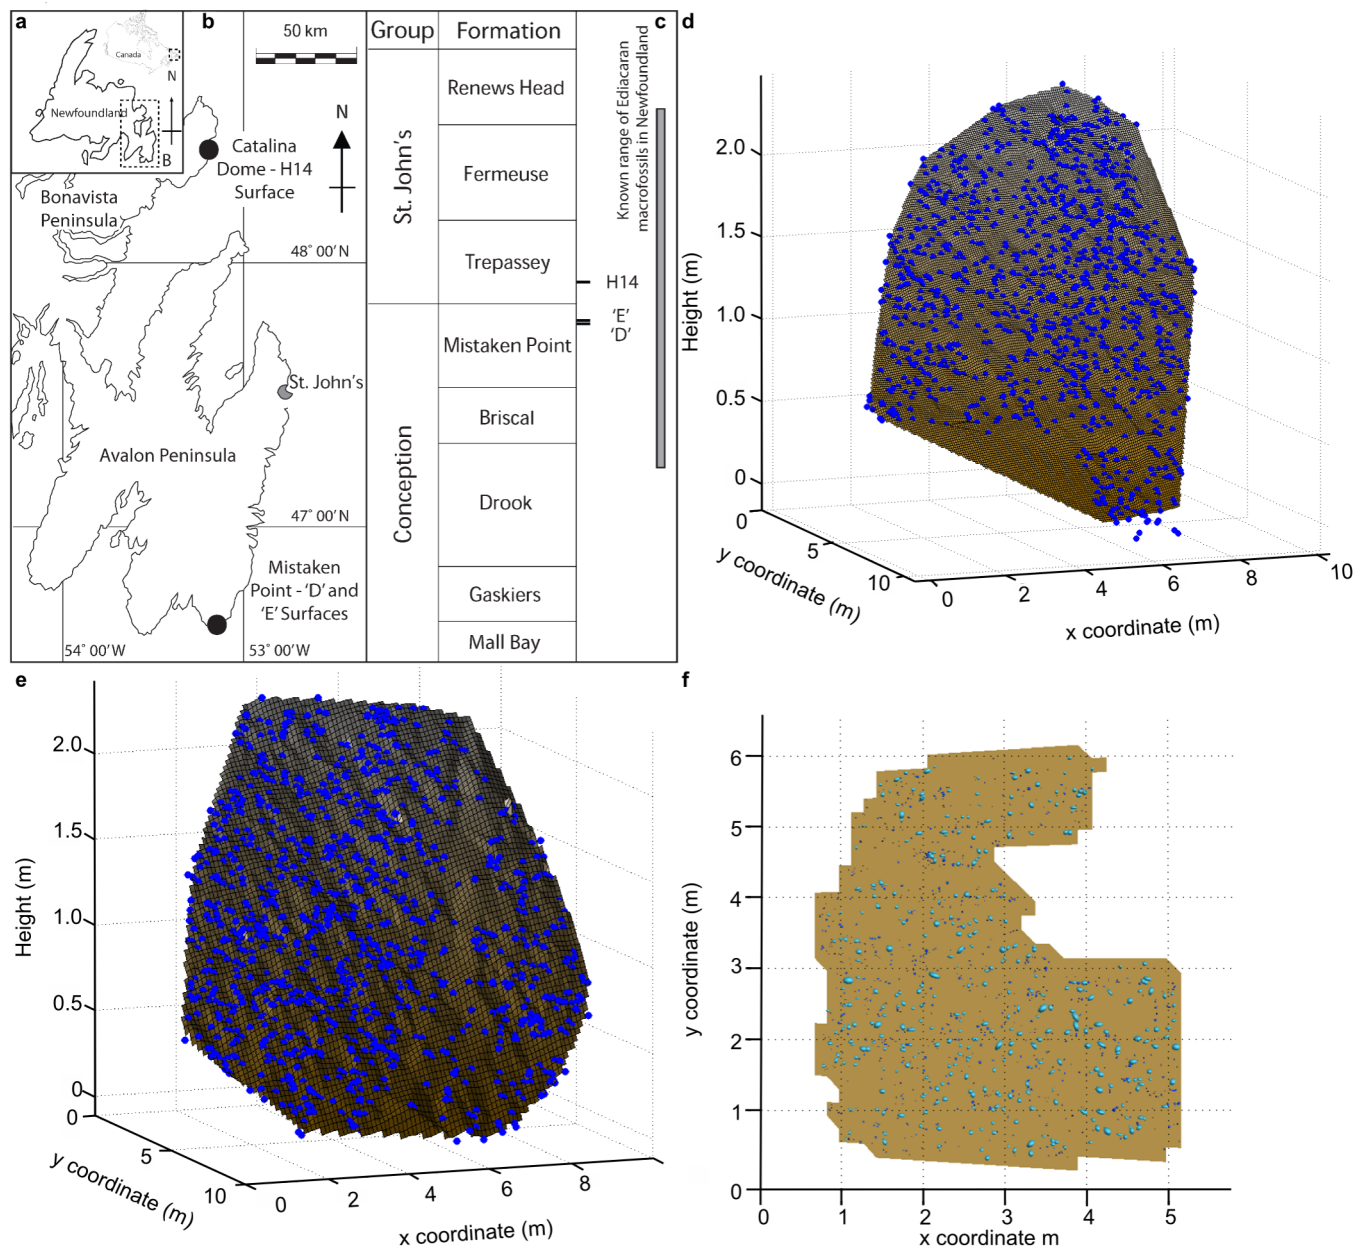 a
Canada
N
Newfoundland
B
b
50 km
N
Catalina
Dome - H14
Surface
Bonavista
Peninsula
48° 00'N
St. John's
Avalon Peninsula
47° 00'N
Mistaken
Point - 'D' and
'E' Surfaces
54° 00'W
53° 00'W
Group
Formation
c
St. John's
Conception
Renews Head
Fermeuse
Trepassey
Mistaken Point
Briscal
Drook
Gaskiers
Mall Bay
H14
'E'
'D'
Known range of Ediacaran
macrofossils in Newfoundland
d
2.0
1.5
1.0
0.5
0
Height (m)
0
5
10
y coordinate (m)
0
2
4
6
8
10
x coordinate (m)
e
2.0
1.5
1.0
0.5
0
Height (m)
0
5
10
y coordinate (m)
0
2
4
6
8
x coordinate (m)
f
6
5
4
3
2
1
0
y coordinate (m)
0
1
2
3
4
5
x coordinate m